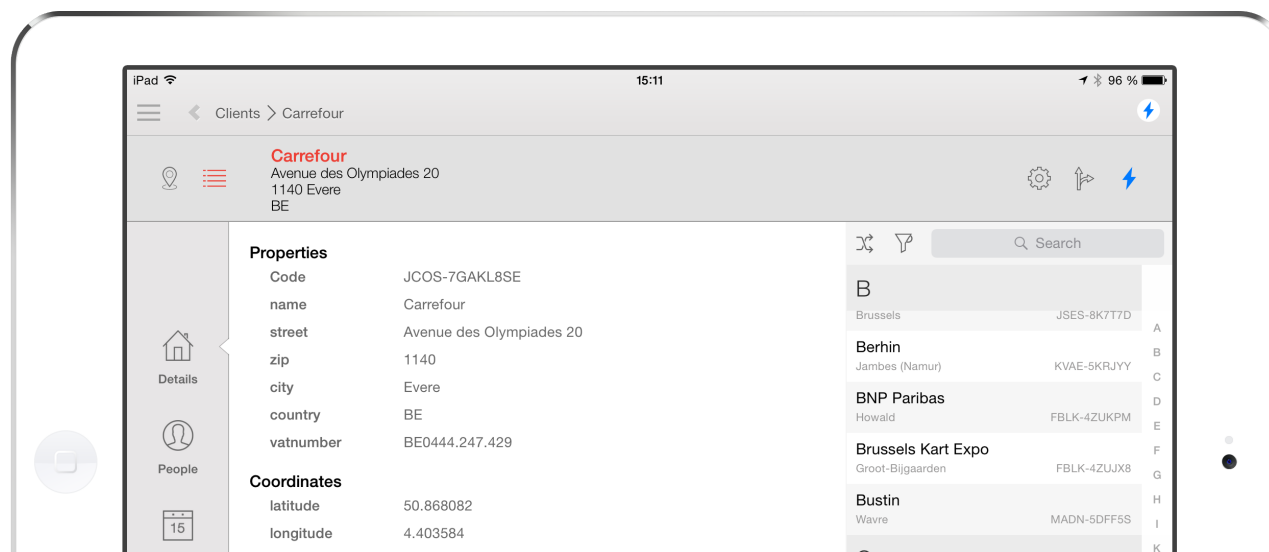 iPad 15:11 96 %
Clients Carrefour
Carrefour
Avenue des Olympiades 20
1140 Evere
BE
Properties
Code JCOS-7GAKL8SE
name Carrefour
street Avenue des Olympiades 20
zip 1140
city Evere
country BE
vatnumber BE0444.247.429
Coordinates
latitude 50.868082
longitude 4.403584
Details
People
15
Search
B
Brussels JSES-8K7T7D
Berhin
Jambes (Namur) KVAE-5KRJYY
BNP Paribas
Howald FBLK-4ZUKPM
Brussels Kart Expo
Groot-Bijgaarden FBLK-4ZUJX8
Bustin
Wavre MADN-5DFF5S
A
B
C
D
E
F
G
H
I
K